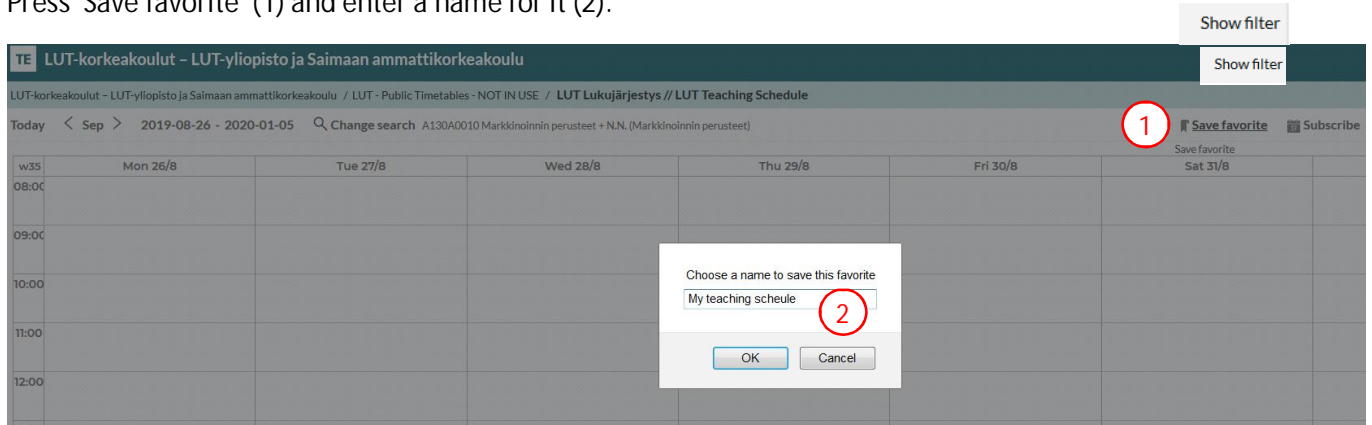 Press 'Save favorite' (1) and enter a name for it (2).
Show filter
TE LUT-korkeakoulut – LUT-yliopisto ja Saimaan ammattikorkeakoulu
Show filter
LUT-korkeakoulut – LUT-yliopisto ja Saimaan ammattikorkeakoulu / LUT - Public Timetables - NOT IN USE / LUT Lukujärjestys // LUT Teaching Schedule
Today < Sep > 2019-08-26 - 2020-01-05 Change search A130A0010 Markkinoinnin perusteet + N.N. (Markkinoinnin perusteet) 1 Save favorite Subscribe
Save favorite
w35 Mon 26/8 Tue 27/8 Wed 28/8 Thu 29/8 Fri 30/8 Sat 31/8
08:00
09:00
Choose a name to save this favorite
10:00
My teaching scheule 2
11:00
OK Cancel
12:00